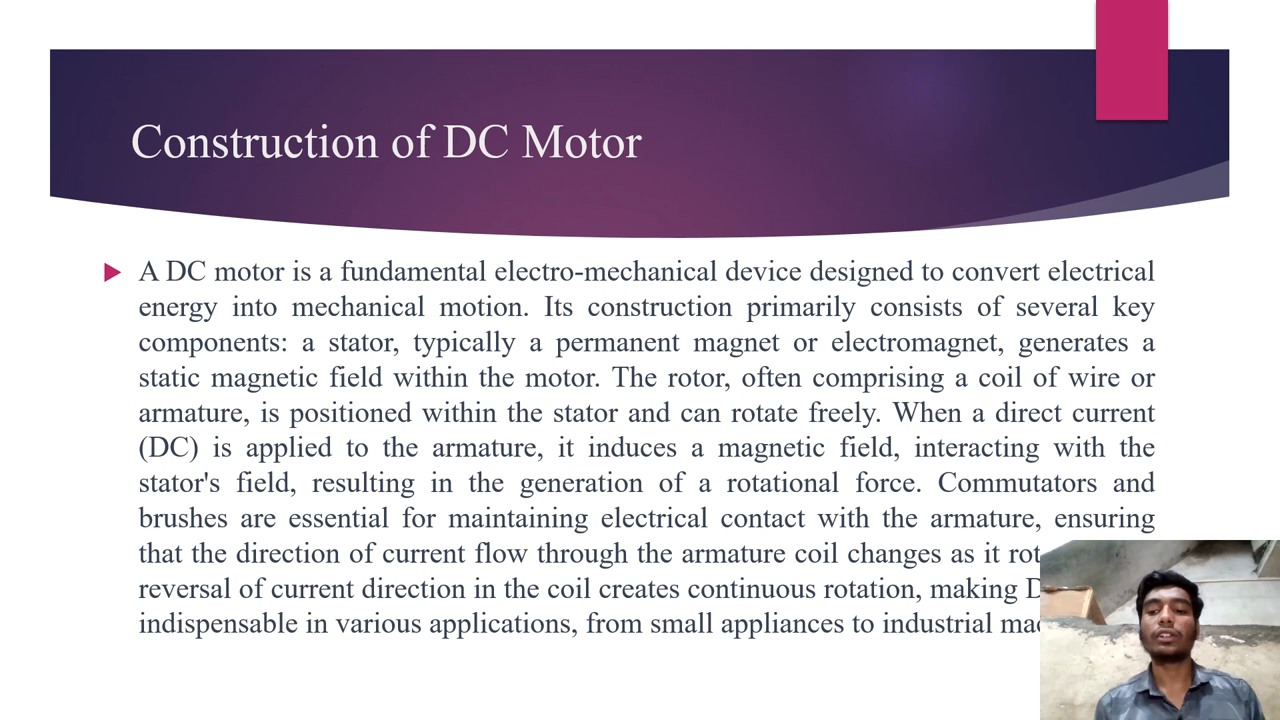 Construction of DC Motor
A DC motor is a fundamental electro-mechanical device designed to convert electrical
energy into mechanical motion. Its construction primarily consists of several key
components: a stator, typically a permanent magnet or electromagnet, generates a
static magnetic field within the motor. The rotor, often comprising a coil of wire or
armature, is positioned within the stator and can rotate freely. When a direct current
(DC) is applied to the armature, it induces a magnetic field, interacting with the
stator's field, resulting in the generation of a rotational force. Commutators and
brushes are essential for maintaining electrical contact with the armature, ensuring
that the direction of current flow through the armature coil changes as it
reversal of current direction in the coil creates continuous rotation, making
indispensable in various applications, from small appliances to industrial